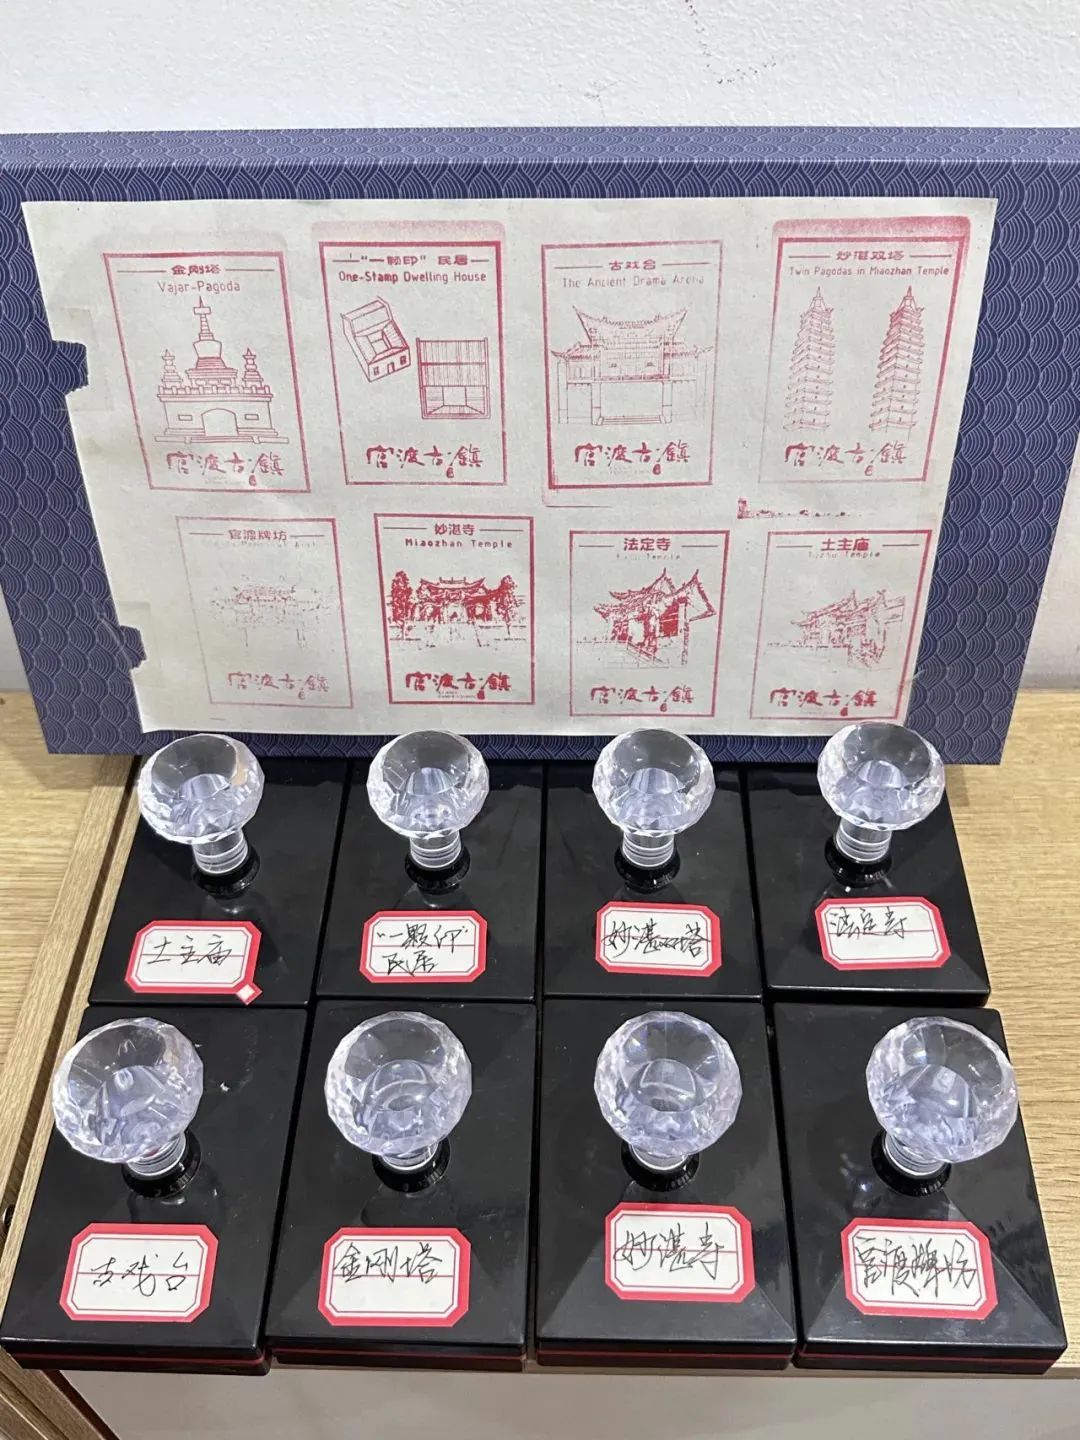 金刚塔
Vajar-Pagoda
官渡古镇
“一颗印”民居
One-Stamp Dwelling House
官渡古镇
古戏台
The Ancient Drama Arena
官渡古镇
妙湛双塔
Twin Pagodas in Miaozhan Temple
官渡古镇
官渡牌坊
官渡古镇
妙湛寺
Miaozhan Temple
官渡古镇
法定寺
Temple
官渡古镇
土主庙
Tuzhu Temple
官渡古镇
土主庙
“一颗印”
民居
妙湛双塔
法定寺
古戏台
金刚塔
妙湛寺
官渡牌坊